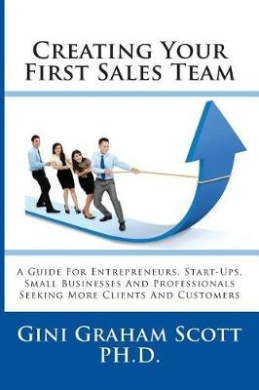 Creating Your
First Sales Team
A Guide For Entrepreneurs, Start-Ups,
Small Businesses And Professionals
Seeking More Clients And Customers
Gini Graham Scott
PH.D.